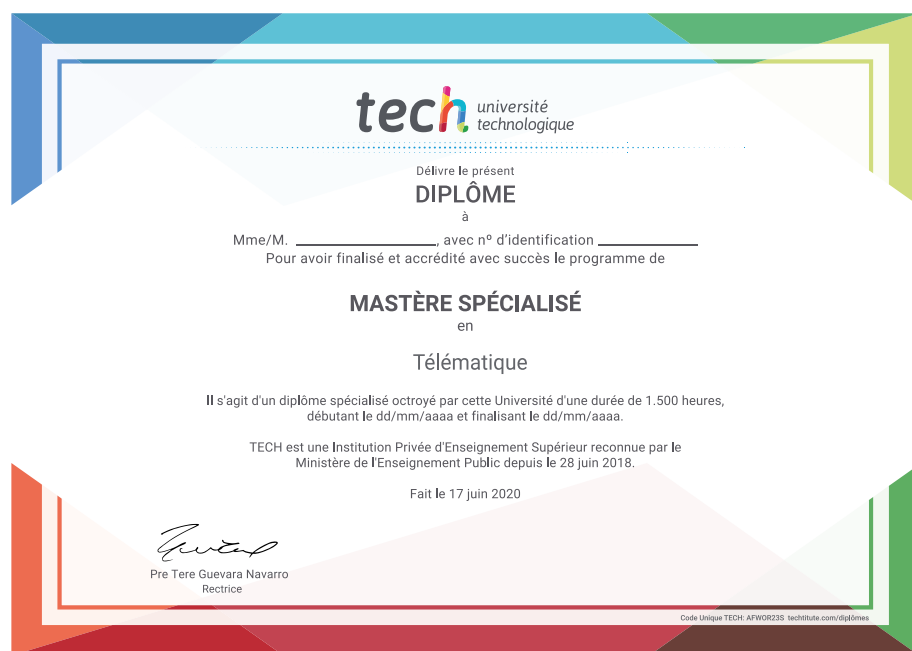 tech université
technologique
Délivre le présent
DIPLÔME
à
Mme/M. ____________________, avec nº d'identification ______________
Pour avoir finalisé et accrédité avec succès le programme de
MASTÈRE SPÉCIALISÉ
en
Télématique
Il s'agit d'un diplôme spécialisé octroyé par cette Université d'une durée de 1.500 heures,
débutant le dd/mm/aaaa et finalisant le dd/mm/aaaa.
TECH est une Institution Privée d'Enseignement Supérieur reconnue par le
Ministère de l'Enseignement Public depuis le 28 juin 2018.
Fait le 17 juin 2020
Pre Tere Guevara Navarro
Rectrice
Code Unique TECH: AFWOR23S techtitute.com/diplômes